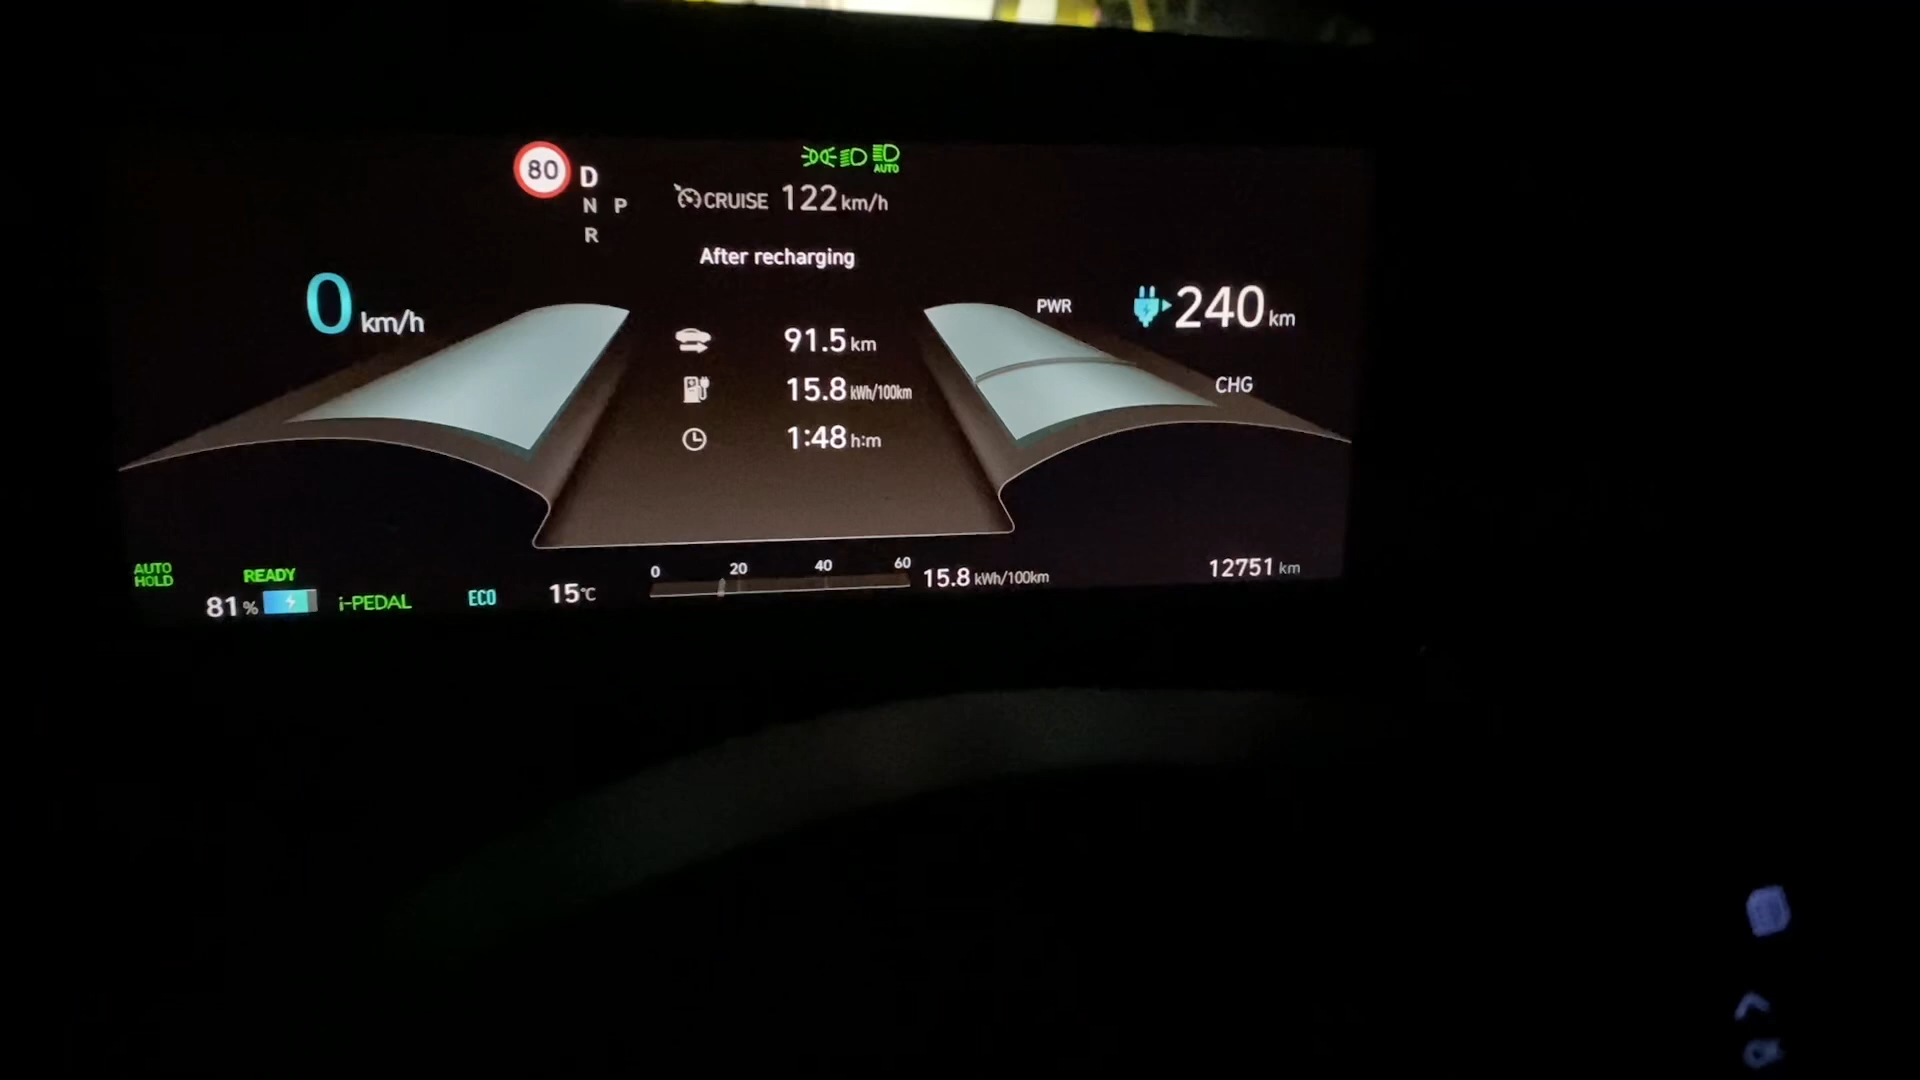 80
D
N P
R
AUTO
CRUISE 122 km/h
After recharging
0 km/h
91.5 km
15.8 kWh/100km
1:48 h:m
PWR
240 km
CHG
AUTO HOLD
READY
81 %
i-PEDAL
ECO
15°C
0 20 40 60
15.8 kWh/100km
12751 km